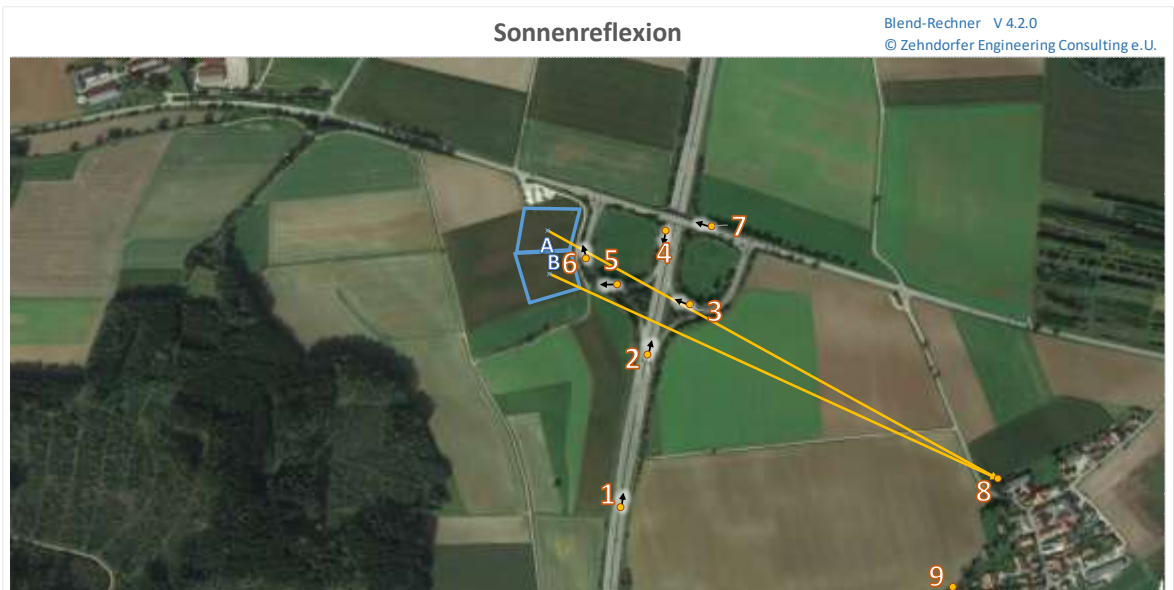 Sonnenreflexion
Blend-Rechner V 4.2.0
© Zehndorfer Engineering Consulting e.U.
A
B
6
5
4
7
3
2
1
8
9